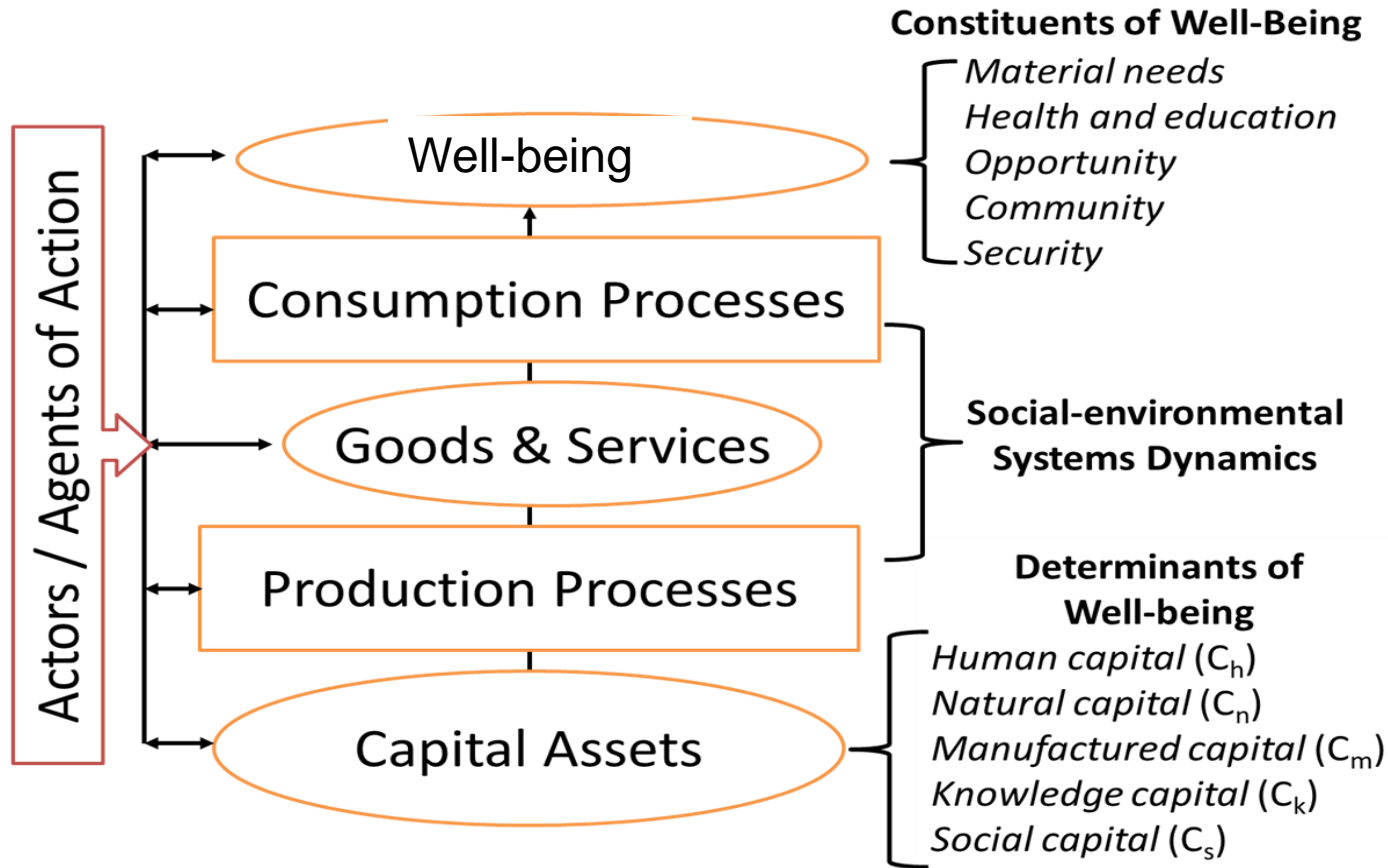 Constituents of Well-Being
Material needs
Health and education
Opportunity
Community
Security
Actors / Agents of Action
Well-being
Consumption Processes
Goods & Services
Production Processes
Capital Assets
Social-environmental
Systems Dynamics
Determinants of
Well-being
Human capital (Cₕ)
Natural capital (Cₙ)
Manufactured capital (Cₘ)
Knowledge capital (Cₖ)
Social capital (Cₛ)